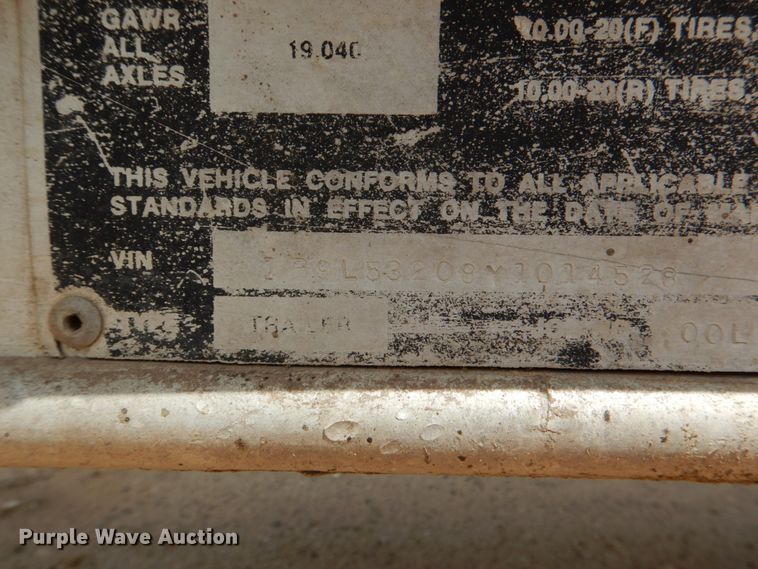 GAWR
ALL
AXLES
19,040
10.00-20(F) TIRES,
10.00-20(R) TIRES,
THIS VEHICLE CONFORMS TO ALL APPLICABLE
STANDARDS IN EFFECT ON THE DATE OF
VIN
TRAILER
00L
Purple Wave Auction